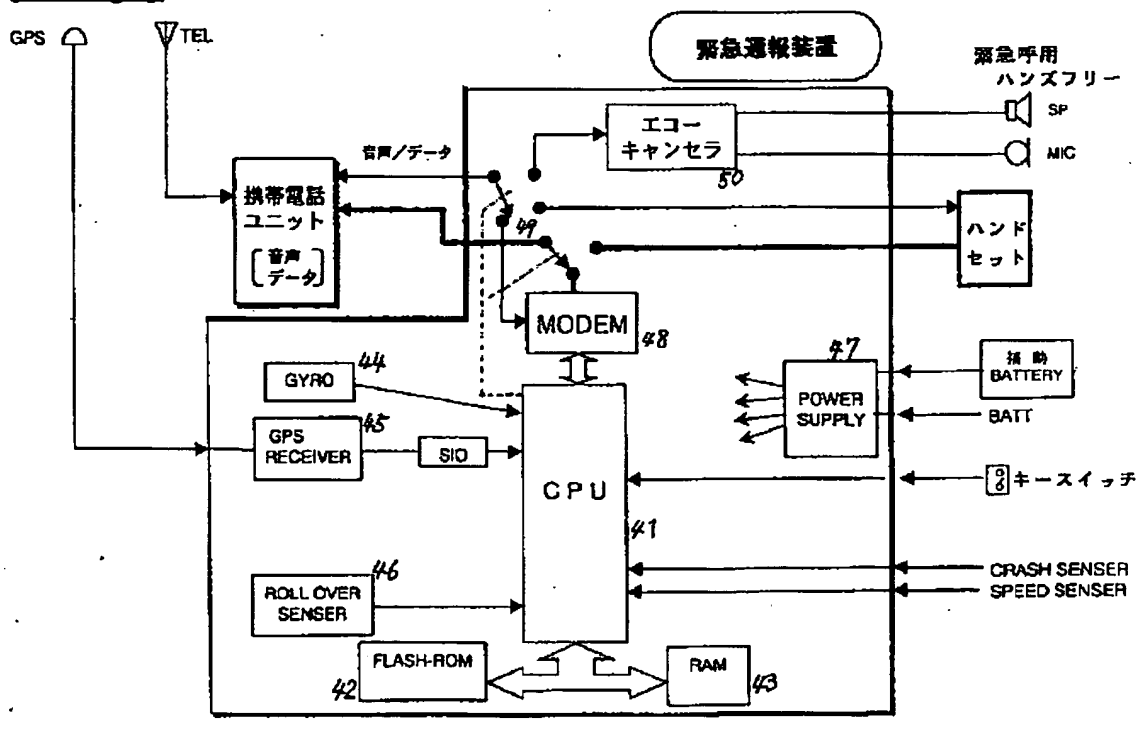 GPS
TEL
緊急通報装置
緊急呼用
ハンズフリー
SP
MIC
エコー
キャンセラ
50
音声/データ
携帯電話
ユニット
音声
データ
49
ハンド
セット
MODEM
48
GYRO
44
GPS
RECEIVER
45
SIO
CPU
41
47
POWER
SUPPLY
補助
BATTERY
BATT
キースイッチ
CRASH SENSER
SPEED SENSER
ROLL OVER
SENSER
46
FLASH-ROM
42
RAM
43